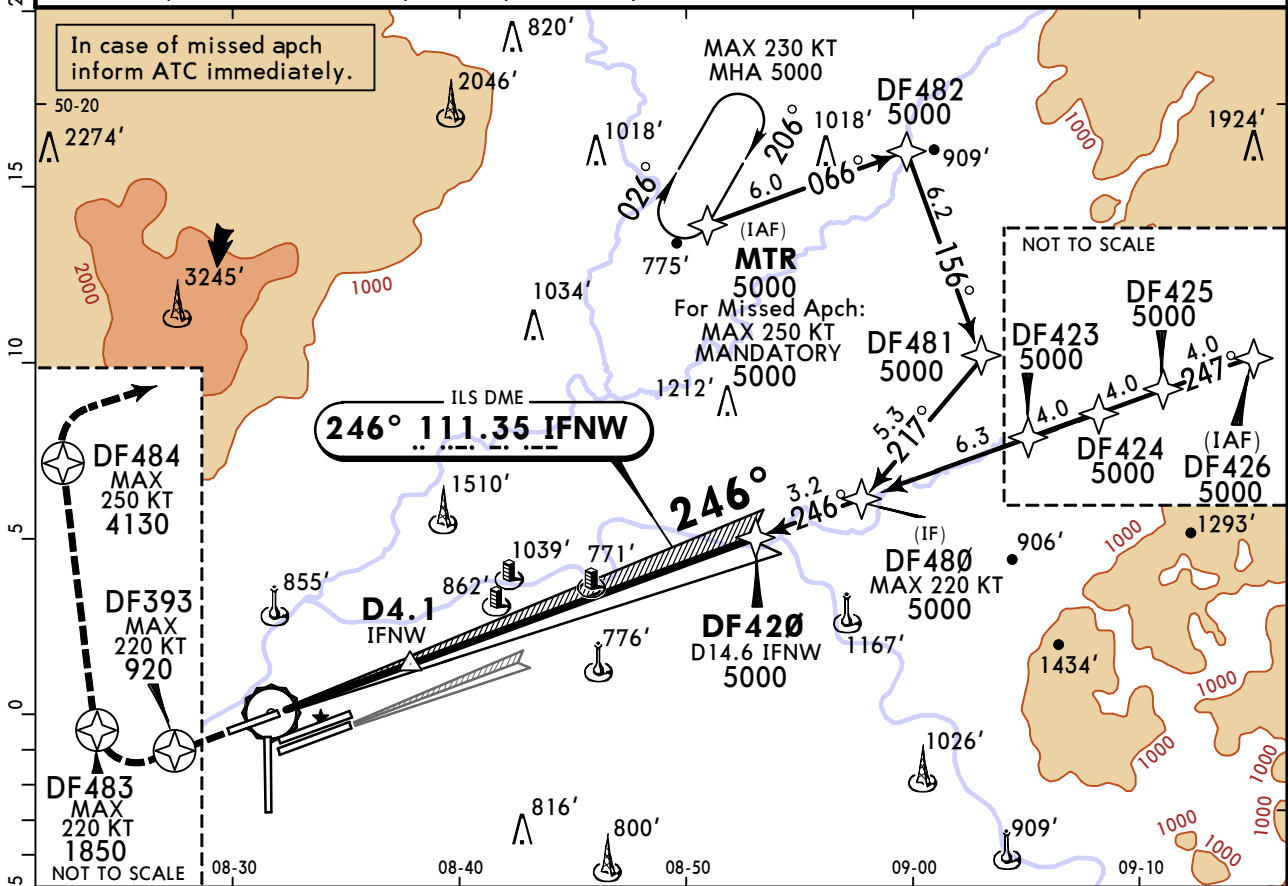 In case of missed apch
inform ATC immediately.
50-20
2274'
2046'
820'
1018'
MAX 230 KT
MHA 5000
026°
206°
1018'
6.0
066°
DF482
5000
909'
1000
1924'
2000
3245'
1000
775'
(IAF)
MTR
5000
For Missed Apch:
MAX 250 KT
MANDATORY
5000
1034'
1212'
6.2
156°
DF481
5000
5.3
217°
NOT TO SCALE
DF423
5000
DF425
5000
4.0
4.0
4.0
247°
6.3
DF424
5000
(IAF)
DF426
5000
ILS DME
246° 111.35 IFNW
246°
3.2
246°
(IF)
DF480
MAX 220 KT
5000
DF420
D14.6 IFNW
5000
D4.1
IFNW
1510'
1039'
862'
771'
855'
776'
1167'
906'
1000
1293'
1434'
1000
1000
1000
1000
1000
1000
1026'
909'
816'
800'
DF484
MAX
250 KT
4130
DF393
MAX
220 KT
920
DF483
MAX
220 KT
1850
NOT TO SCALE
15
10
5
0
5
08-30
08-40
08-50
09-00
09-10